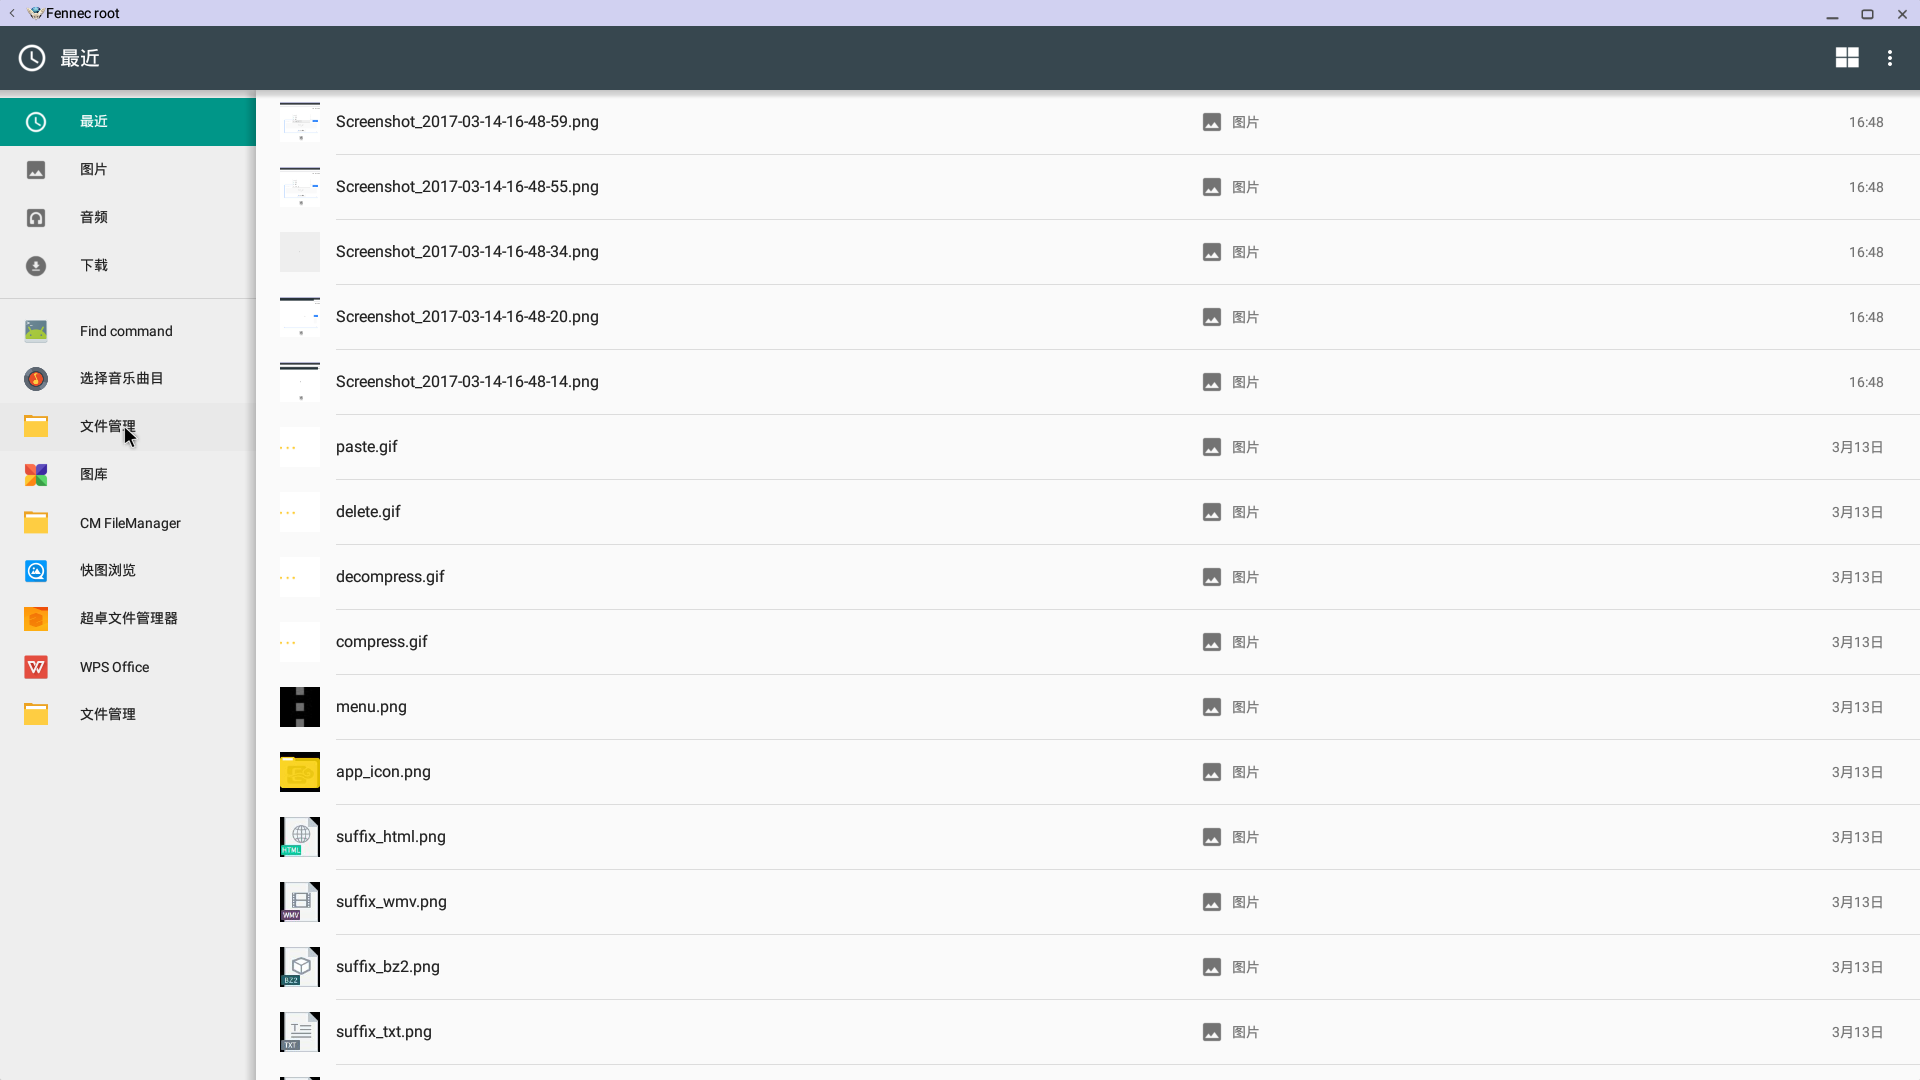 Fennec root
最近
最近
图片
音频
下载
Find command
选择音乐曲目
文件管理
图库
CM FileManager
快图浏览
超卓文件管理器
WPS Office
文件管理
Screenshot_2017-03-14-16-48-59.png 图片 16:48
Screenshot_2017-03-14-16-48-55.png 图片 16:48
Screenshot_2017-03-14-16-48-34.png 图片 16:48
Screenshot_2017-03-14-16-48-20.png 图片 16:48
Screenshot_2017-03-14-16-48-14.png 图片 16:48
paste.gif 图片 3月13日
delete.gif 图片 3月13日
decompress.gif 图片 3月13日
compress.gif 图片 3月13日
menu.png 图片 3月13日
app_icon.png 图片 3月13日
HTML suffix_html.png 图片 3月13日
WMV suffix_wmv.png 图片 3月13日
BZ2 suffix_bz2.png 图片 3月13日
TXT suffix_txt.png 图片 3月13日